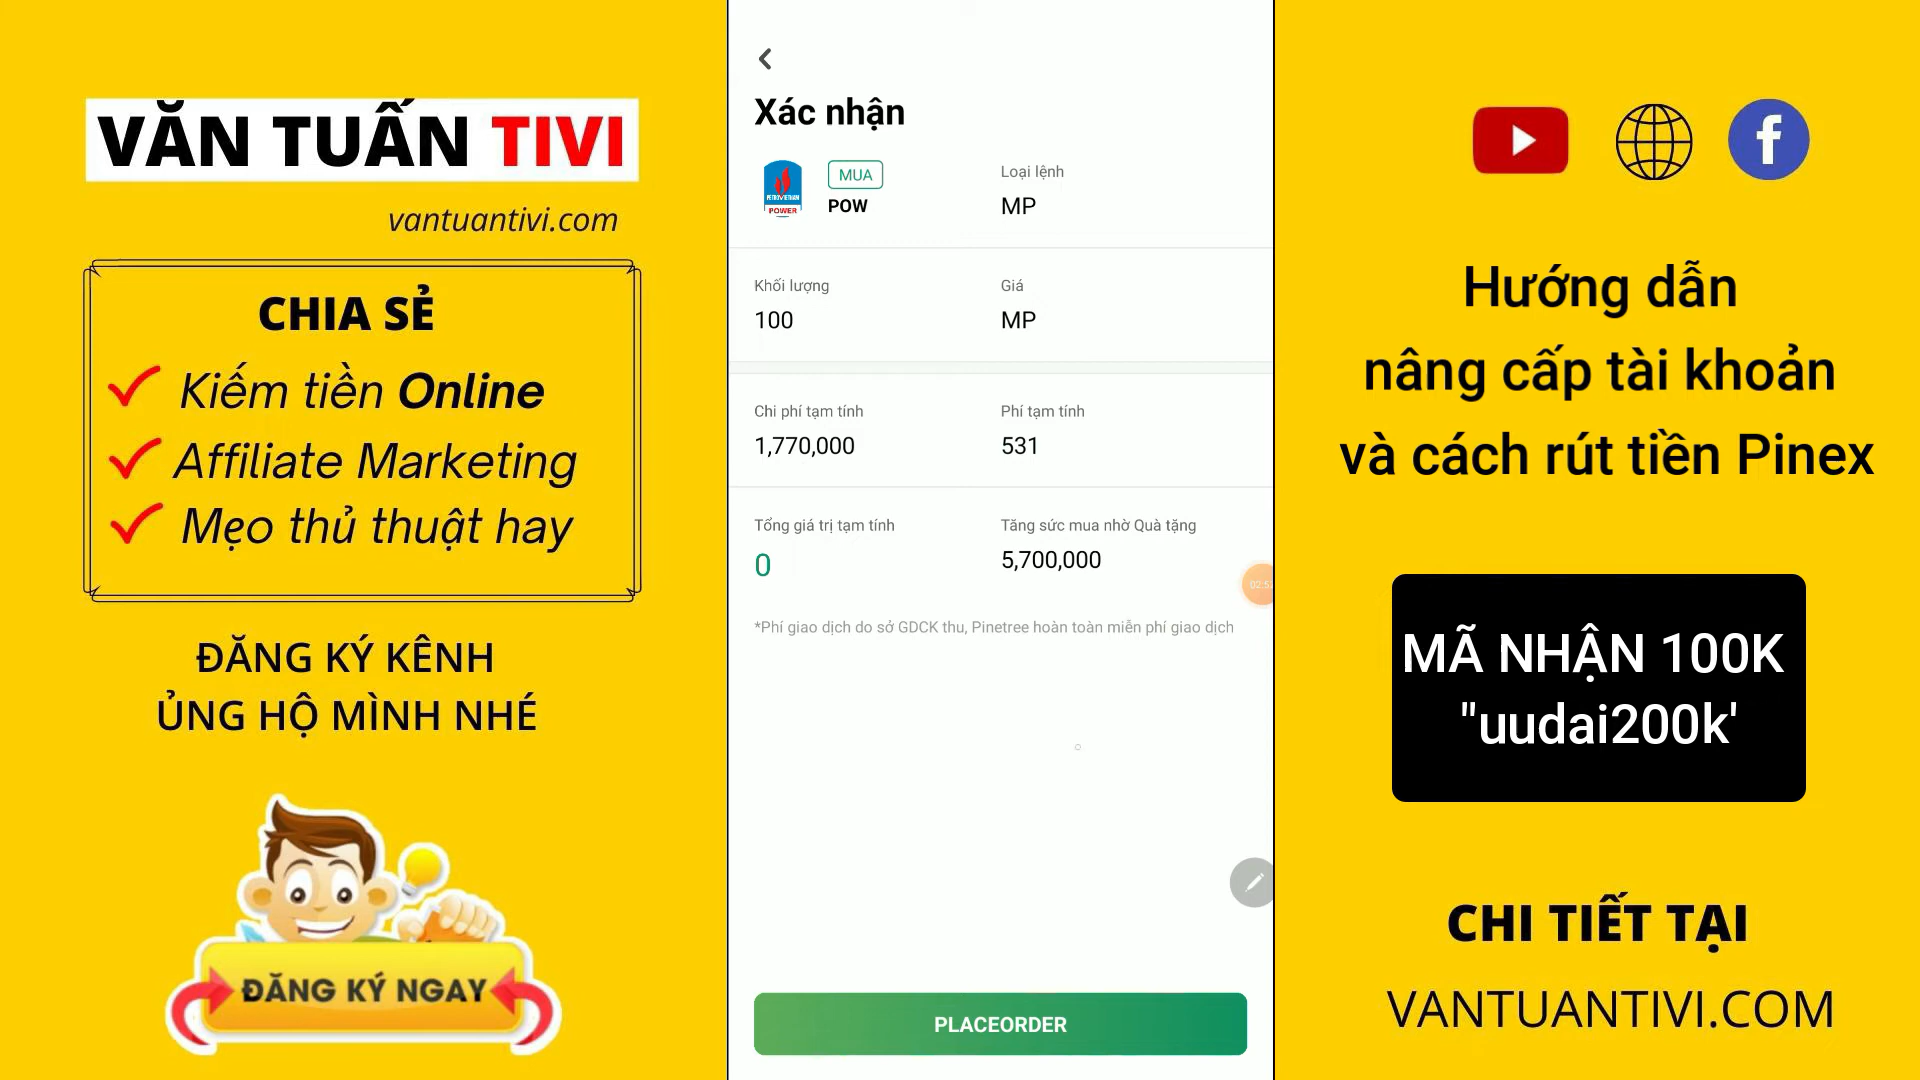 VĂN TUẤN TIVI
vantuantivi.com
CHIA SẺ
Kiếm tiền Online
Affiliate Marketing
Mẹo thủ thuật hay
ĐĂNG KÝ KÊNH
ỦNG HỘ MÌNH NHÉ
ĐĂNG KÝ NGAY
Xác nhận
PETROVIETNAM
POWER
MUA
POW
Loại lệnh
MP
Khối lượng
100
Giá
MP
Chi phí tạm tính
1,770,000
Phí tạm tính
531
Tổng giá trị tạm tính
0
Tăng sức mua nhờ Quà tặng
5,700,000
*Phí giao dịch do sở GDCK thu, Pinetree hoàn toàn miễn phí giao dịch
PLACEORDER
f
Hướng dẫn
nâng cấp tài khoản
và cách rút tiền Pinex
MÃ NHẬN 100K
"uudai200k'
CHI TIẾT TẠI
VANTUANTIVI.COM